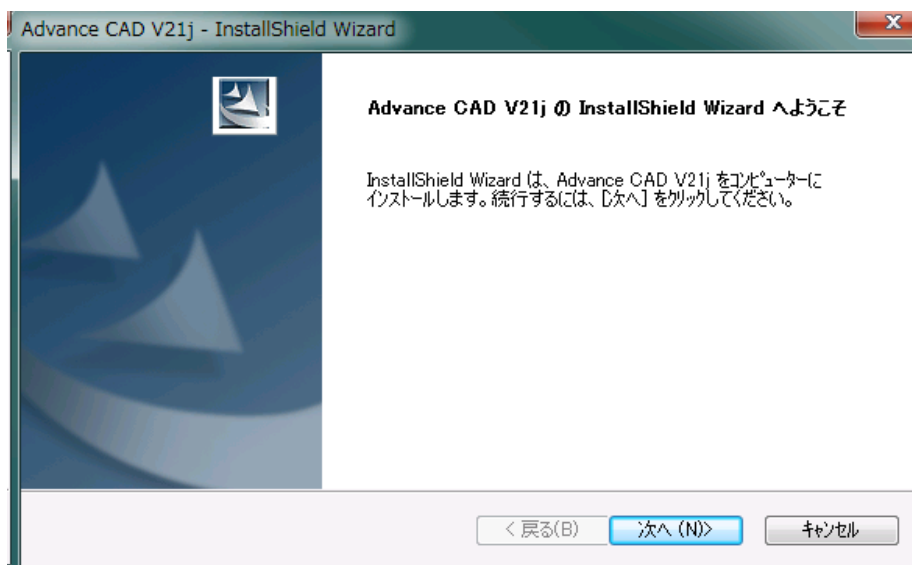 Advance CAD V21j - InstallShield Wizard
Advance CAD V21j の InstallShield Wizard へようこそ
InstallShield Wizard は、Advance CAD V21j をコンピューターに
インストールします。続行するには、[次へ] をクリックしてください。
< 戻る(B)
次へ (N)>
キャンセル